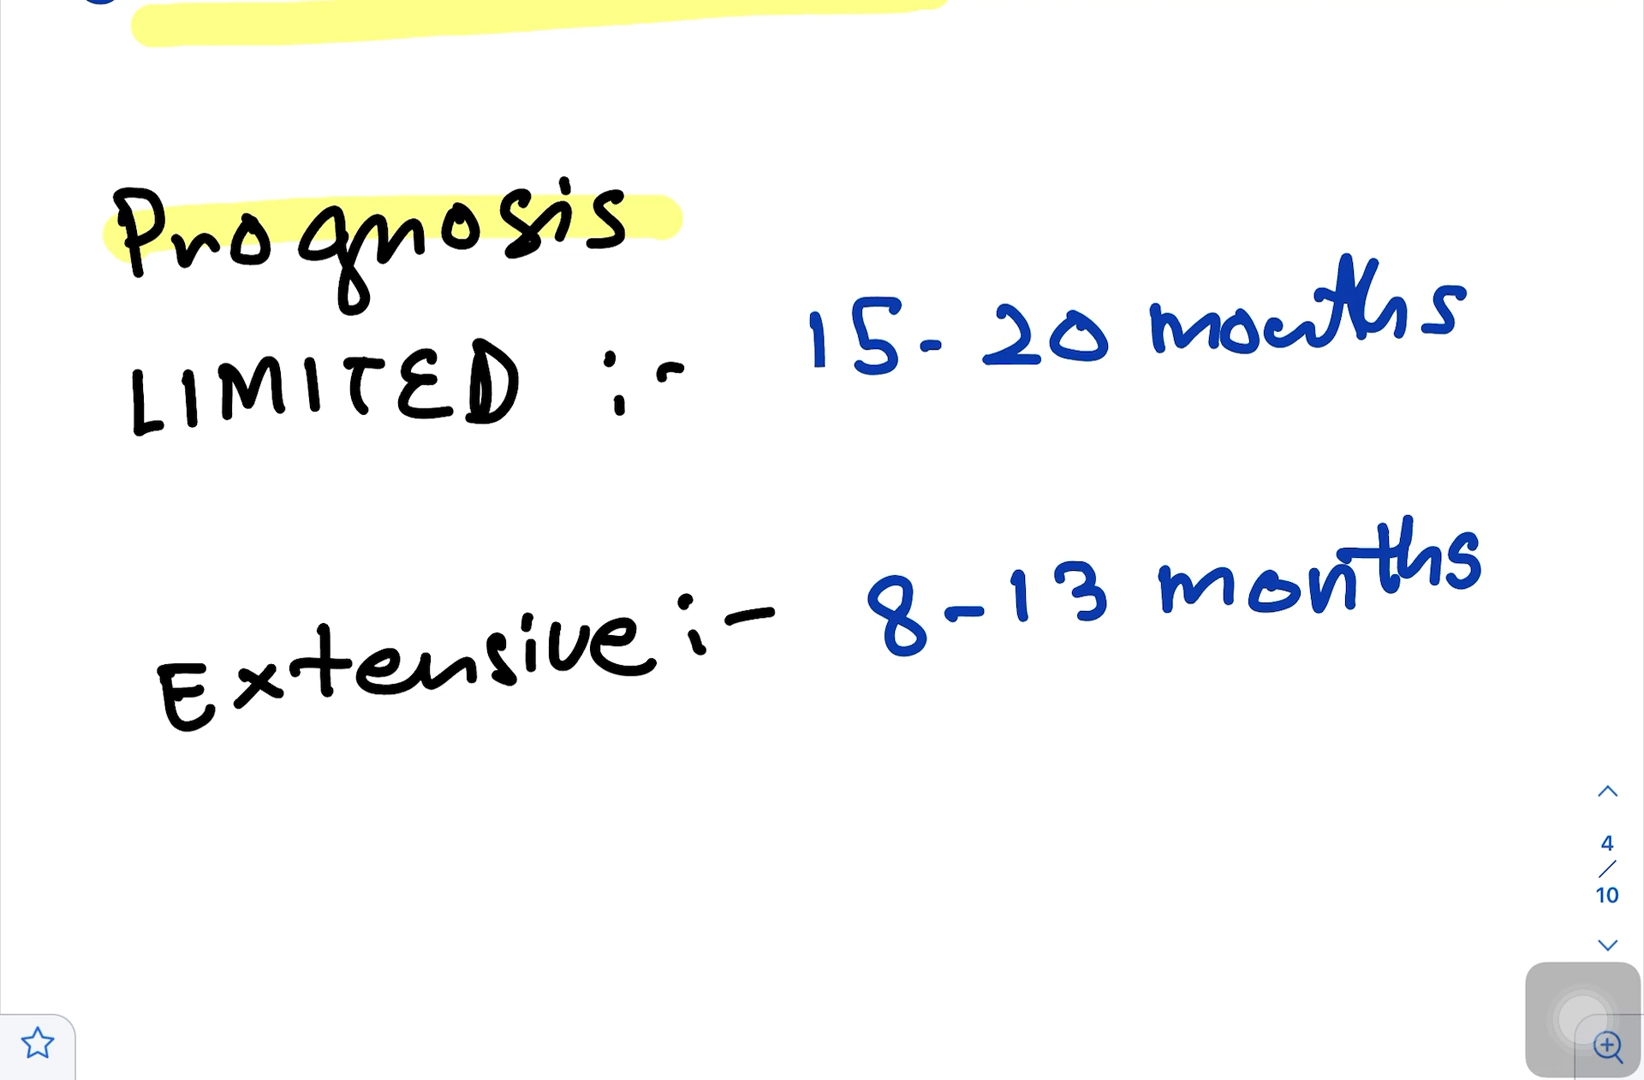 Prognosis
LIMITED :- 15-20 months
Extensive :- 8-13 months
4
/
10